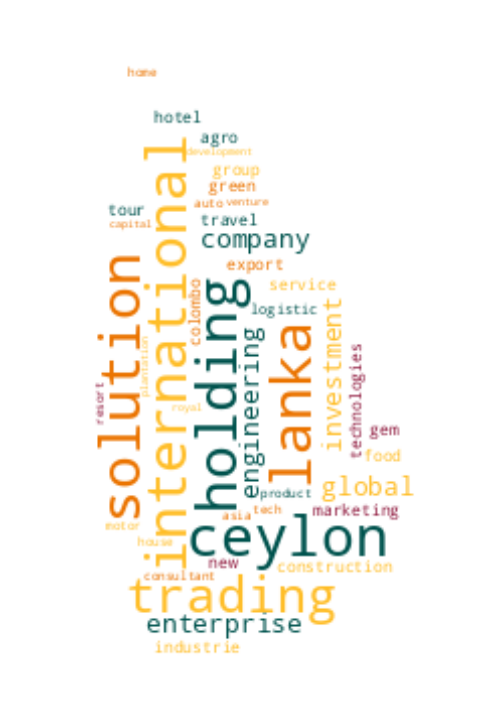 home
hotel
agro
development
international
group
green
auto
venture
tour
capital
travel
company
solution
export
holding
colombo
service
logistic
investment
lanka
engineering
plantation
technologies
resort
royal
gem
food
global
product
tech
marketing
asia
ceylon
motor
house
new
construction
consultant
trading
enterprise
industrie